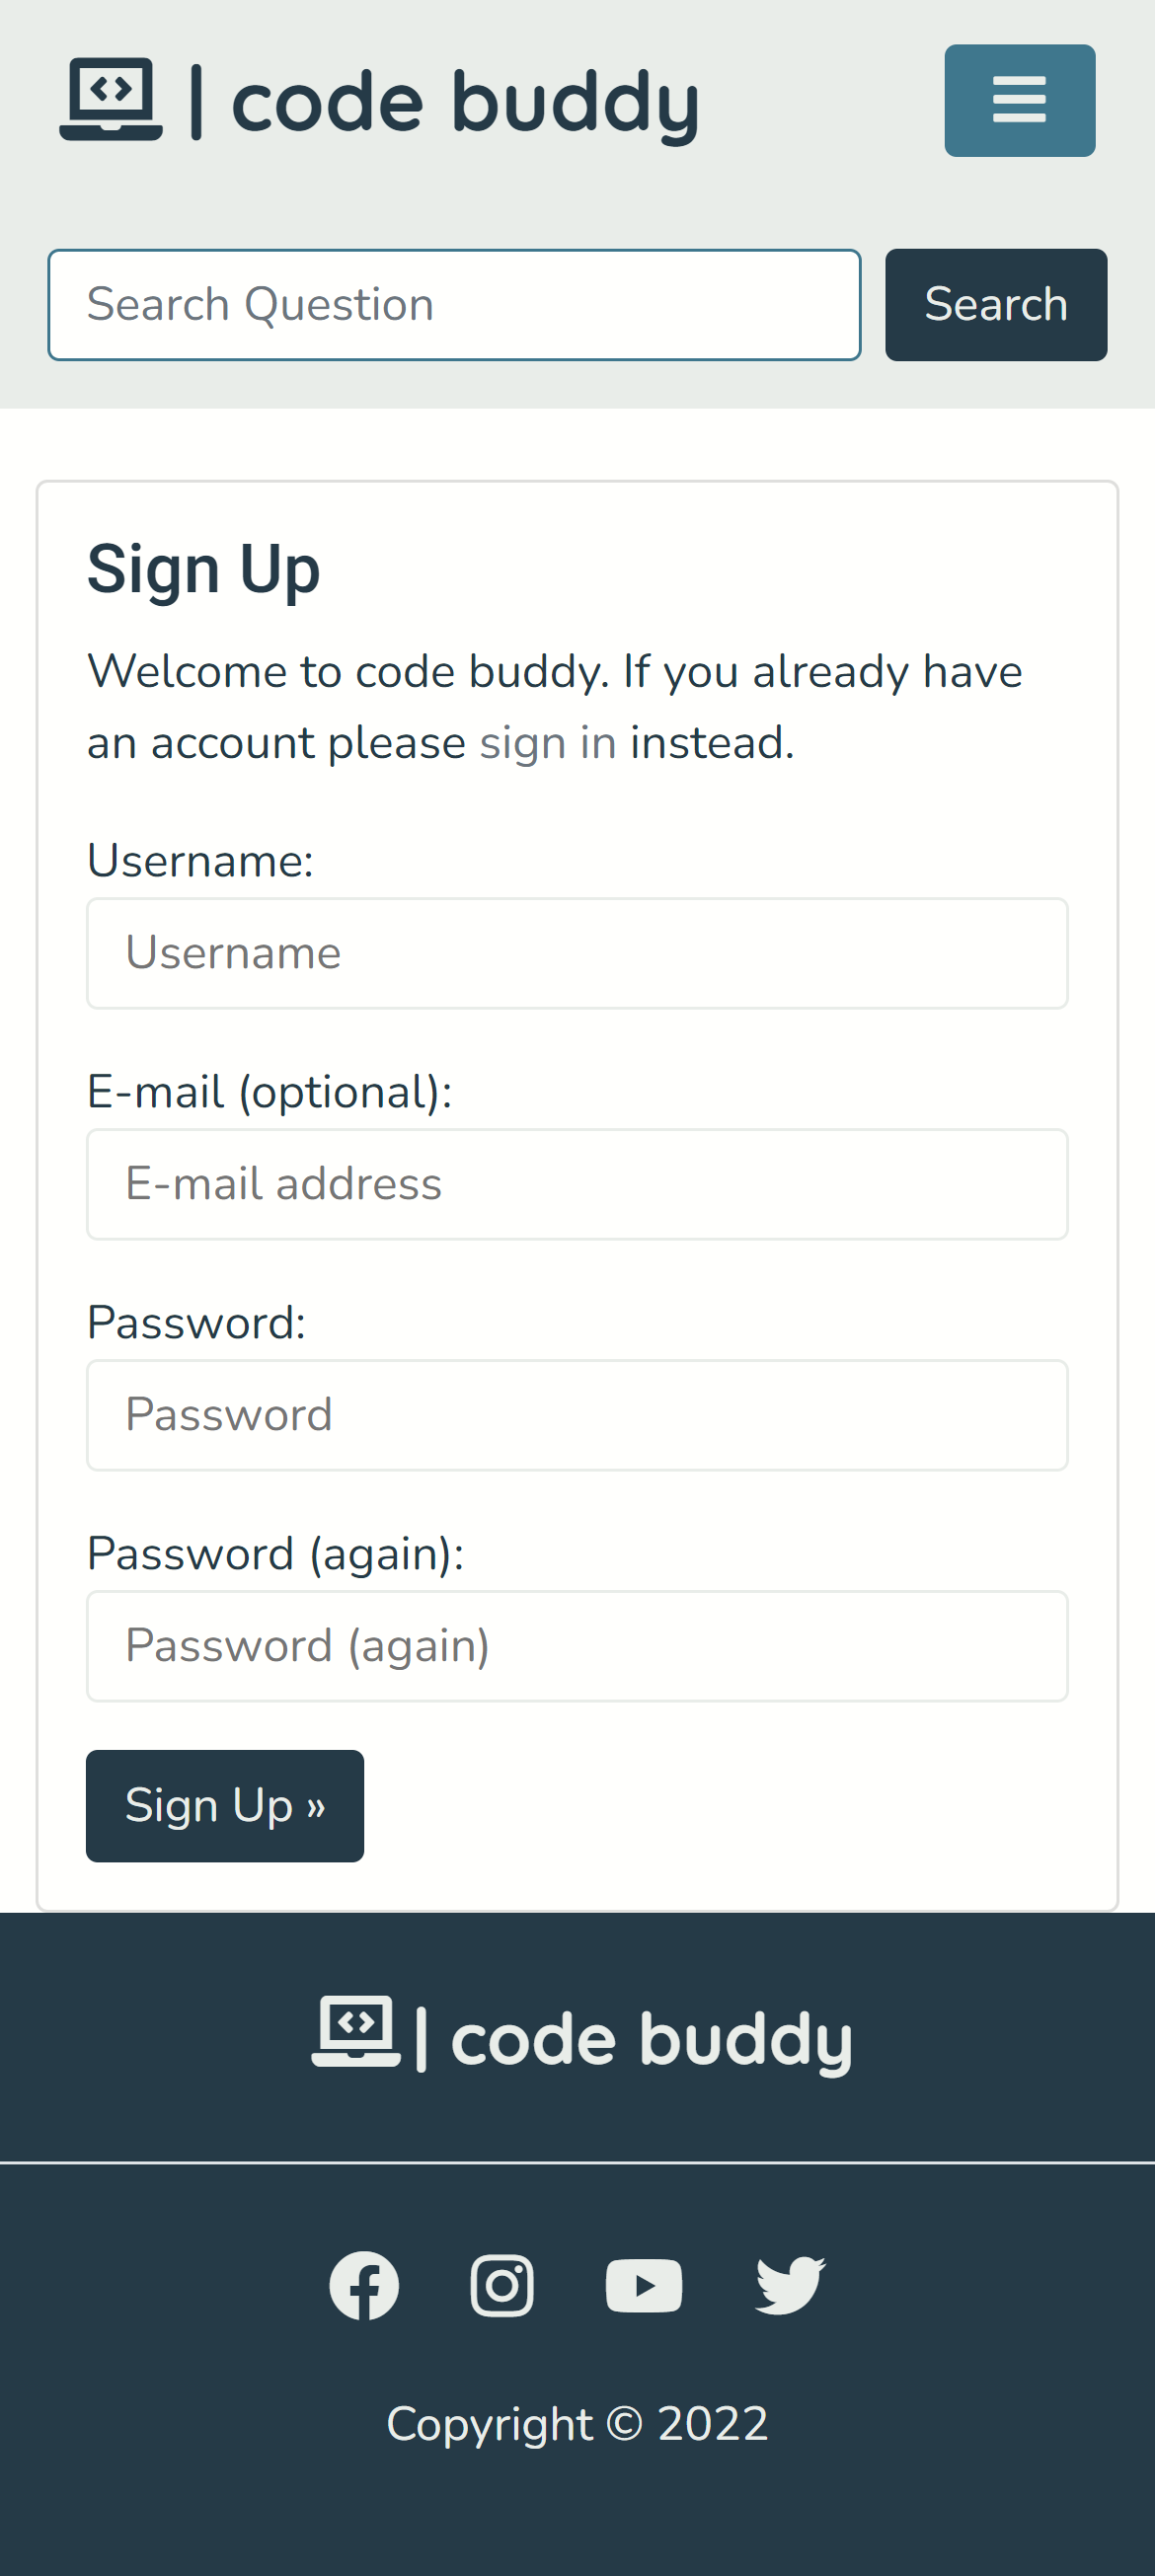 | code buddy
Search Question
Search
Sign Up
Welcome to code buddy. If you already have
an account please sign in instead.
Username:
Username
E-mail (optional):
E-mail address
Password:
Password
Password (again):
Password (again)
Sign Up »
| code buddy
Copyright © 2022